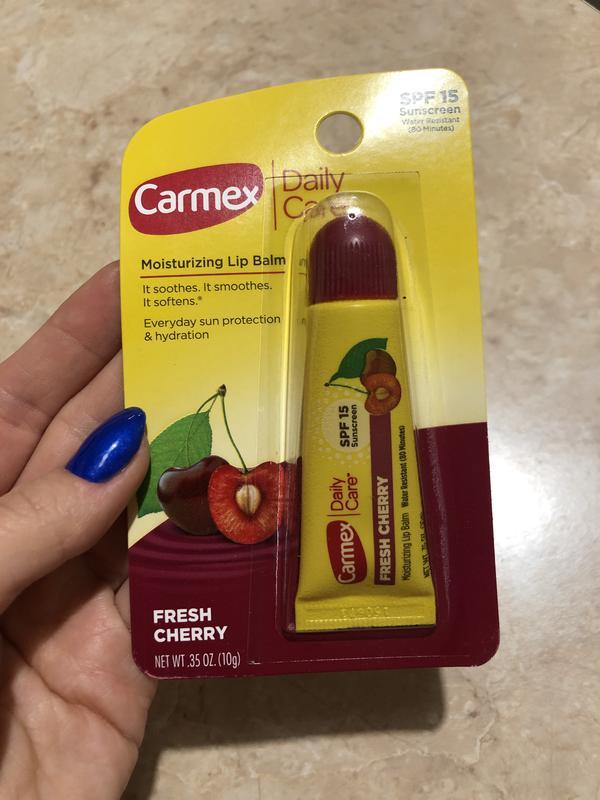 SPF 15
Sunscreen
Water Resistant
(80 Minutes)
Carmex
Daily
Care
Moisturizing Lip Balm
It soothes. It smoothes.
It softens.®
Everyday sun protection
& hydration
FRESH
CHERRY
NET WT .35 OZ. (10g)
SPF 15
Sunscreen
Carmex
Daily
Care™
FRESH CHERRY
Moisturizing Lip Balm Water Resistant (80 Minutes)